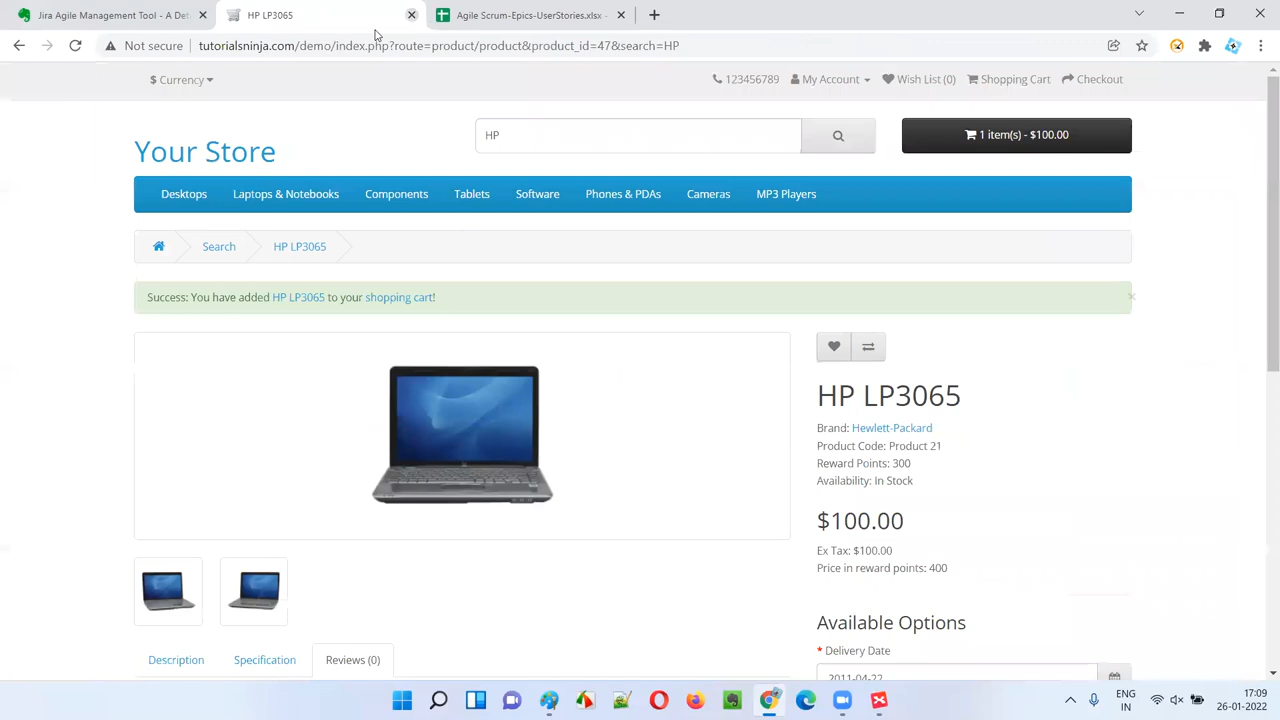 Jira Agile Management Tool - A Det
HP LP3065
Agile Scrum-Epics-UserStories.xlsx -
Not secure
tutorialsninja.com/demo/index.php?route=product/product&product_id=47&search=HP
$ Currency
123456789 My Account Wish List (0) Shopping Cart Checkout
Your Store
HP
1 item(s) - $100.00
Desktops Laptops & Notebooks Components Tablets Software Phones & PDAs Cameras MP3 Players
Search HP LP3065
Success: You have added HP LP3065 to your shopping cart!
×
HP LP3065
Brand: Hewlett-Packard
Product Code: Product 21
Reward Points: 300
Availability: In Stock
$100.00
Ex Tax: $100.00
Price in reward points: 400
Available Options
* Delivery Date
2011-04-22
Description Specification Reviews (0)
ENG
IN
17:09
26-01-2022